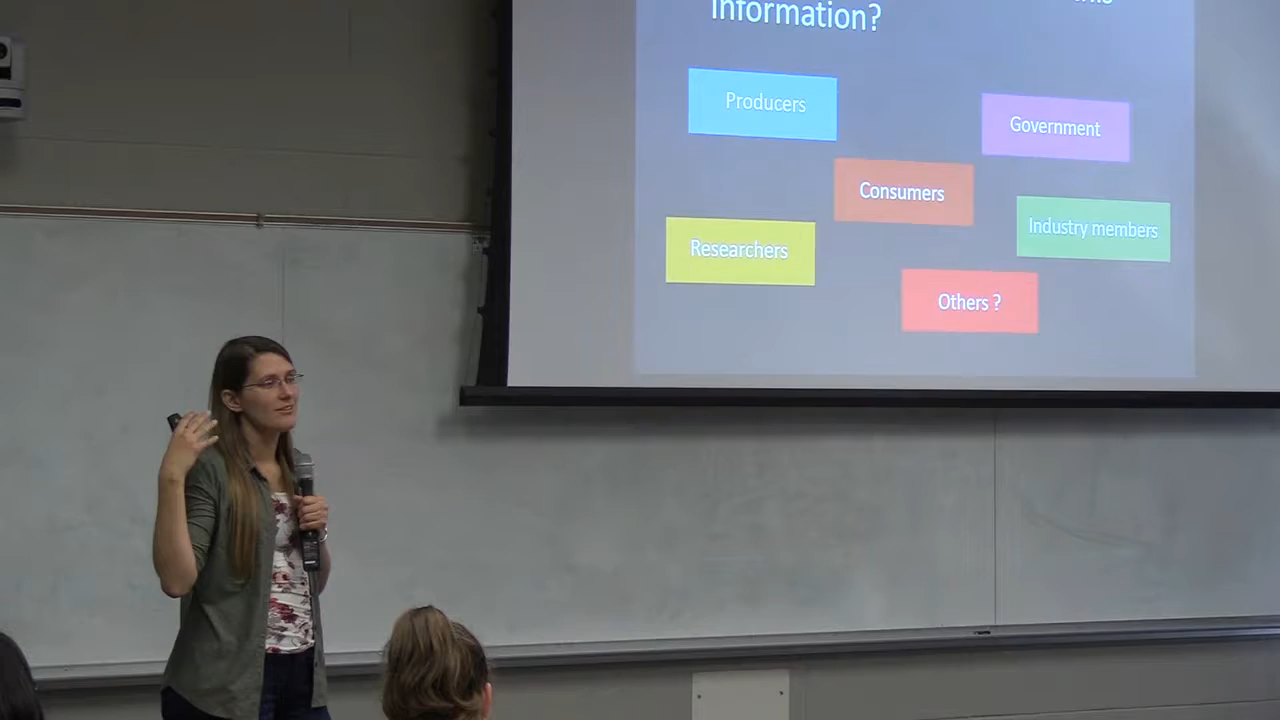 Information?
Producers
Government
Consumers
Industry members
Researchers
Others ?